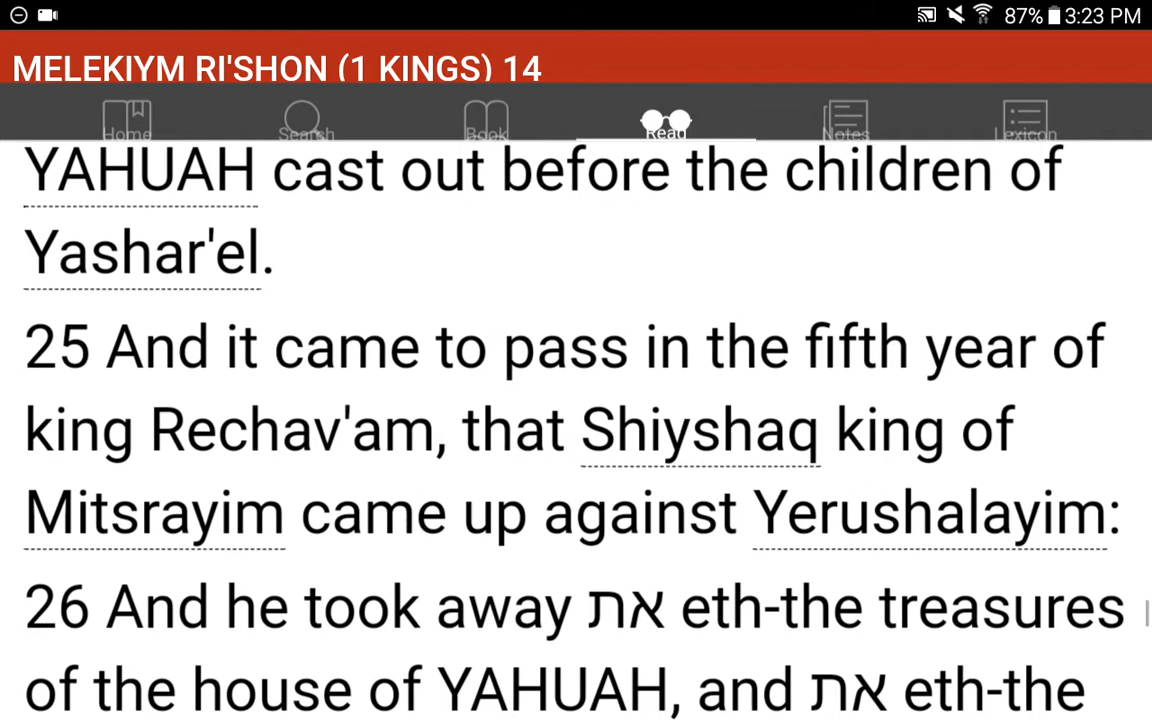 87% 3:23 PM
MELEKIYM RI'SHON (1 KINGS) 14
Home Search Book Read Notes Lexicon
YAHUAH cast out before the children of
Yashar'el.
25 And it came to pass in the fifth year of
king Rechav'am, that Shiyshaq king of
Mitsrayim came up against Yerushalayim:
26 And he took away את eth-the treasures
of the house of YAHUAH, and את eth-the